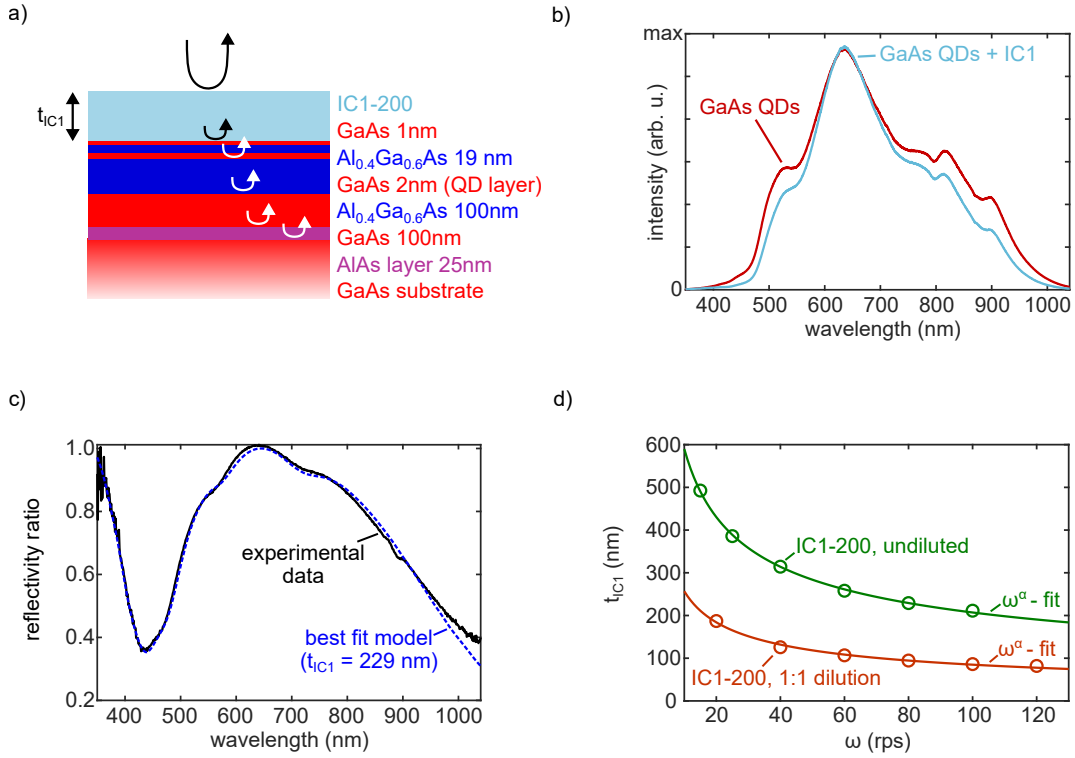 a)
t_IC1
IC1-200
GaAs 1nm
Al0.4Ga0.6As 19 nm
GaAs 2nm (QD layer)
Al0.4Ga0.6As 100nm
GaAs 100nm
AlAs layer 25nm
GaAs substrate
b)
max
0
intensity (arb. u.)
GaAs QDs + IC1
GaAs QDs
400 500 600 700 800 900 1000
wavelength (nm)
c)
1.0
0.8
0.6
0.4
0.2
reflectivity ratio
experimental
data
best fit model
(t_IC1 = 229 nm)
400 500 600 700 800 900 1000
wavelength (nm)
d)
600
500
400
300
200
100
0
t_IC1 (nm)
IC1-200, undiluted
ω^α - fit
ω^α - fit
IC1-200, 1:1 dilution
20 40 60 80 100 120
ω (rps)